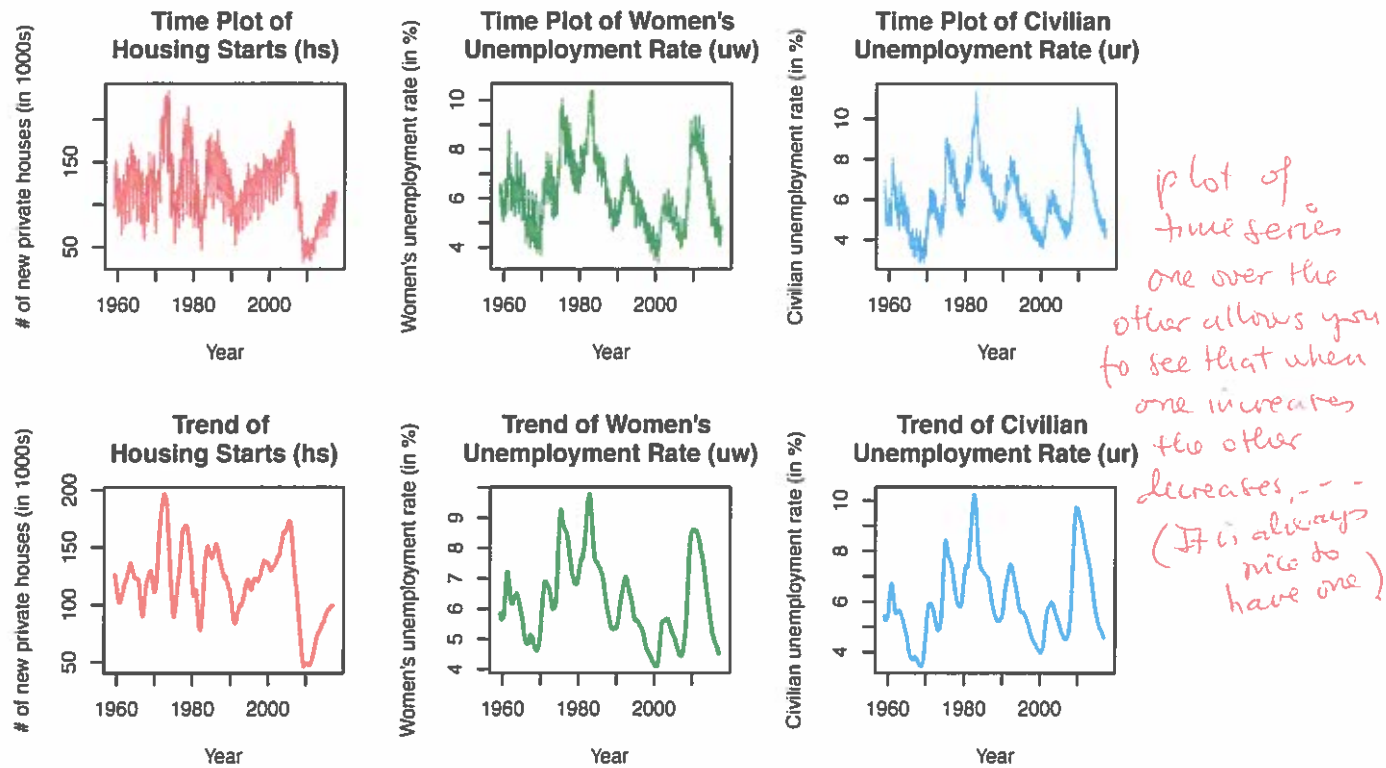 Time Plot of
Housing Starts (hs)
# of new private houses (in 1000s)
150
50
1960
1980
2000
Year
Time Plot of Women's
Unemployment Rate (uw)
Women's unemployment rate (in %)
10
8
6
4
1960
1980
2000
Year
Time Plot of Civilian
Unemployment Rate (ur)
Civilian unemployment rate (in %)
10
8
6
4
1960
1980
2000
Year
plot of
time series
one over the
other allows you
to see that when
one increases
the other
decreases, ---
(It is always
nice to
have one)
Trend of
Housing Starts (hs)
# of new private houses (in 1000s)
200
150
100
50
1960
1980
2000
Year
Trend of Women's
Unemployment Rate (uw)
Women's unemployment rate (in %)
9
8
7
6
5
4
1960
1980
2000
Year
Trend of Civilian
Unemployment Rate (ur)
Civilian unemployment rate (in %)
10
8
6
4
1960
1980
2000
Year